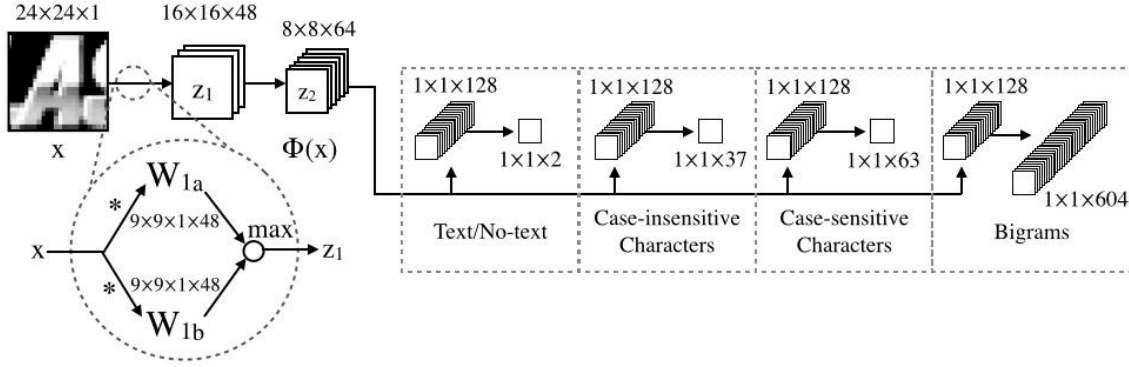 24×24×1
16×16×48
8×8×64
z₁
z₂
x
Φ(x)
1×1×128
1×1×128
1×1×128
1×1×128
1×1×2
1×1×37
1×1×63
1×1×604
Text/No-text
Case-insensitive
Characters
Case-sensitive
Characters
Bigrams
W₁ₐ
* 9×9×1×48
max
x
z₁
* 9×9×1×48
W₁b